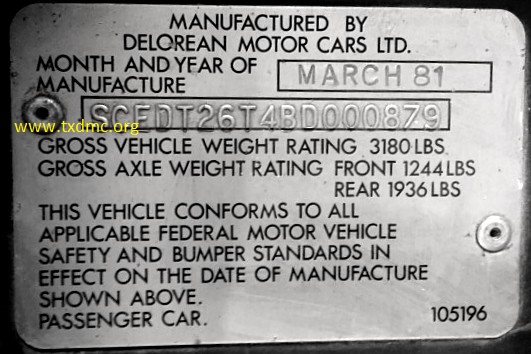 MANUFACTURED BY
DELOREAN MOTOR CARS LTD.
MONTH AND YEAR OF
MANUFACTURE
MARCH 81
SCEDT26T4BD000879
www.txdmc.org
GROSS VEHICLE WEIGHT RATING 3180 LBS.
GROSS AXLE WEIGHT RATING FRONT 1244 LBS
REAR 1936 LBS
THIS VEHICLE CONFORMS TO ALL
APPLICABLE FEDERAL MOTOR VEHICLE
SAFETY AND BUMPER STANDARDS IN
EFFECT ON THE DATE OF MANUFACTURE
SHOWN ABOVE.
PASSENGER CAR.
105196